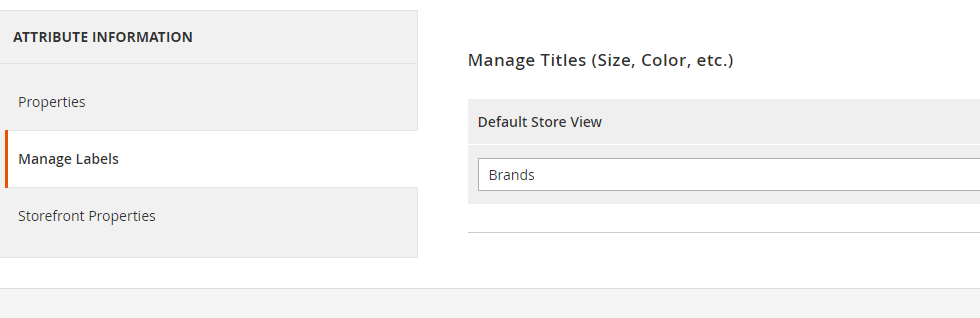 ATTRIBUTE INFORMATION
Properties
Manage Labels
Storefront Properties
Manage Titles (Size, Color, etc.)
Default Store View
Brands